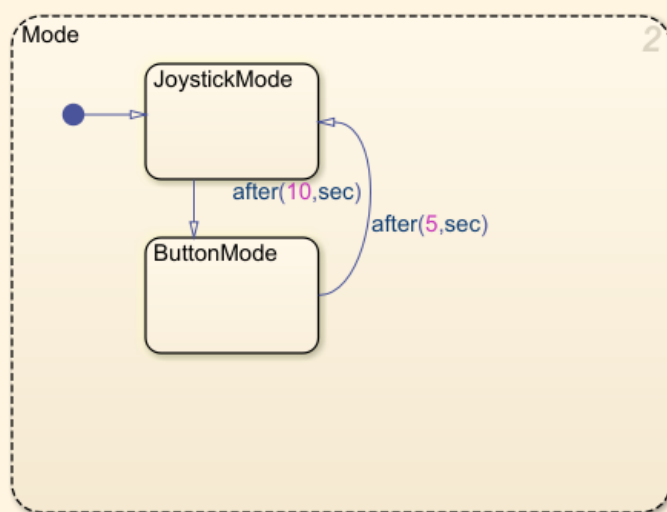 Mode
2
JoystickMode
after(10,sec)
after(5,sec)
ButtonMode